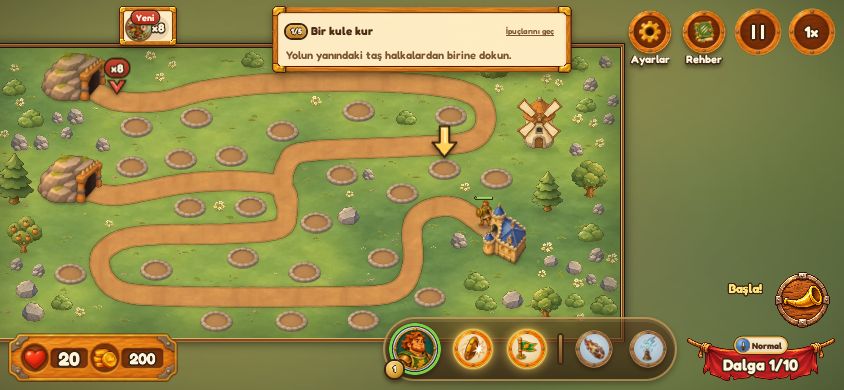 Yeni
x8
1/6 Bir kule kur
İpuçlarını geç
Yolun yanındaki taş halkalardan birine dokun.
1x
Ayarlar
Rehber
x8
Başla!
Normal
Dalga 1/10
20
200
1